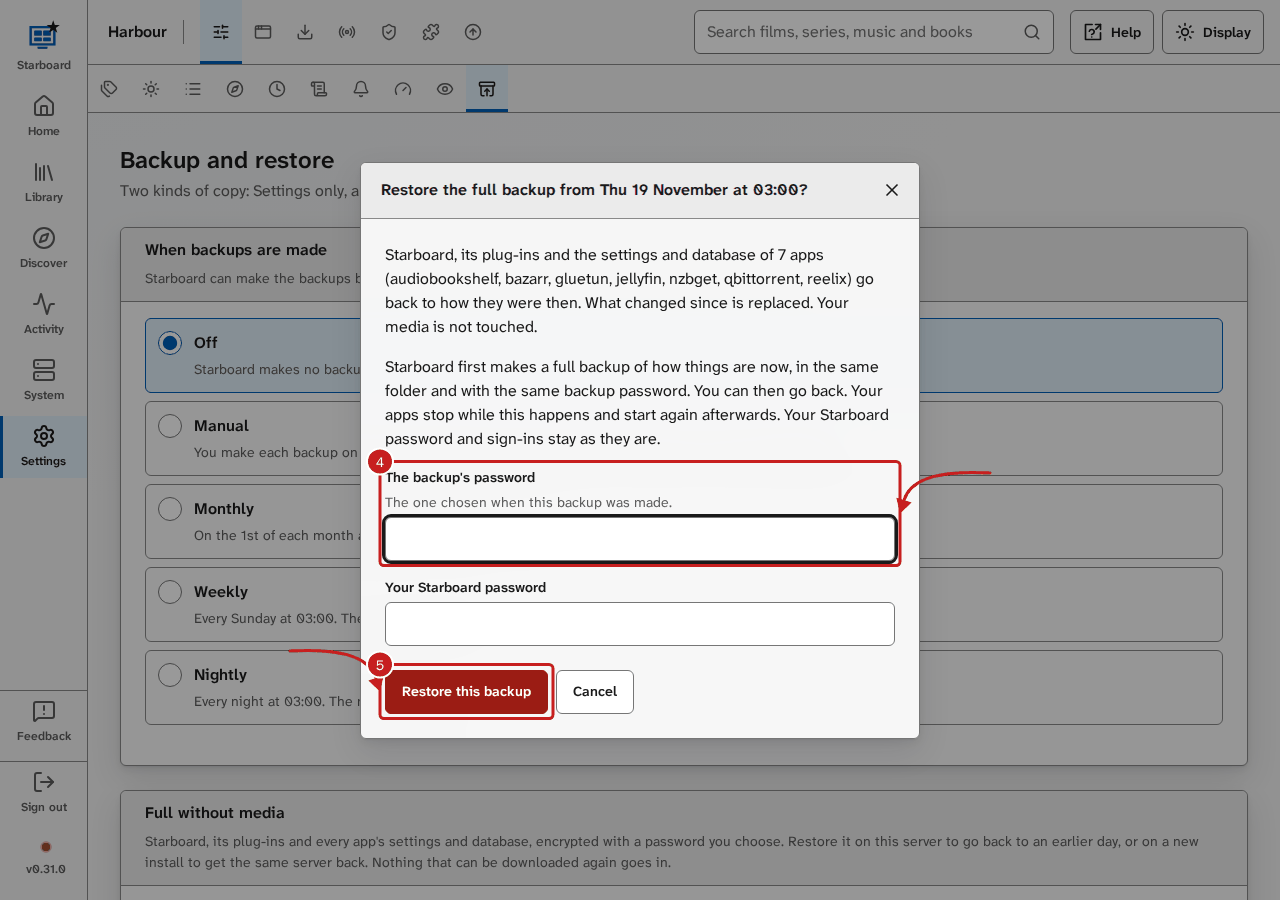 Starboard
Home
Library
Discover
Activity
System
Settings
Feedback
Sign out
v0.31.0
Harbour
Search films, series, music and books
Help
Display
Backup and restore
Two kinds of copy: Settings only, a
When backups are made
Starboard can make the backups b
Off
Starboard makes no backu
Manual
You make each backup on
Monthly
On the 1st of each month a
Weekly
Every Sunday at 03:00. The
Nightly
Every night at 03:00. The r
Full without media
Starboard, its plug-ins and every app's settings and database, encrypted with a password you choose. Restore it on this server to go back to an earlier day, or on a new
install to get the same server back. Nothing that can be downloaded again goes in.
Restore the full backup from Thu 19 November at 03:00?
Starboard, its plug-ins and the settings and database of 7 apps
(audiobookshelf, bazarr, gluetun, jellyfin, nzbget, qbittorrent, reelix) go
back to how they were then. What changed since is replaced. Your
media is not touched.
Starboard first makes a full backup of how things are now, in the same
folder and with the same backup password. You can then go back. Your
apps stop while this happens and start again afterwards. Your Starboard
password and sign-ins stay as they are.
4
The backup's password
The one chosen when this backup was made.
Your Starboard password
5
Restore this backup
Cancel